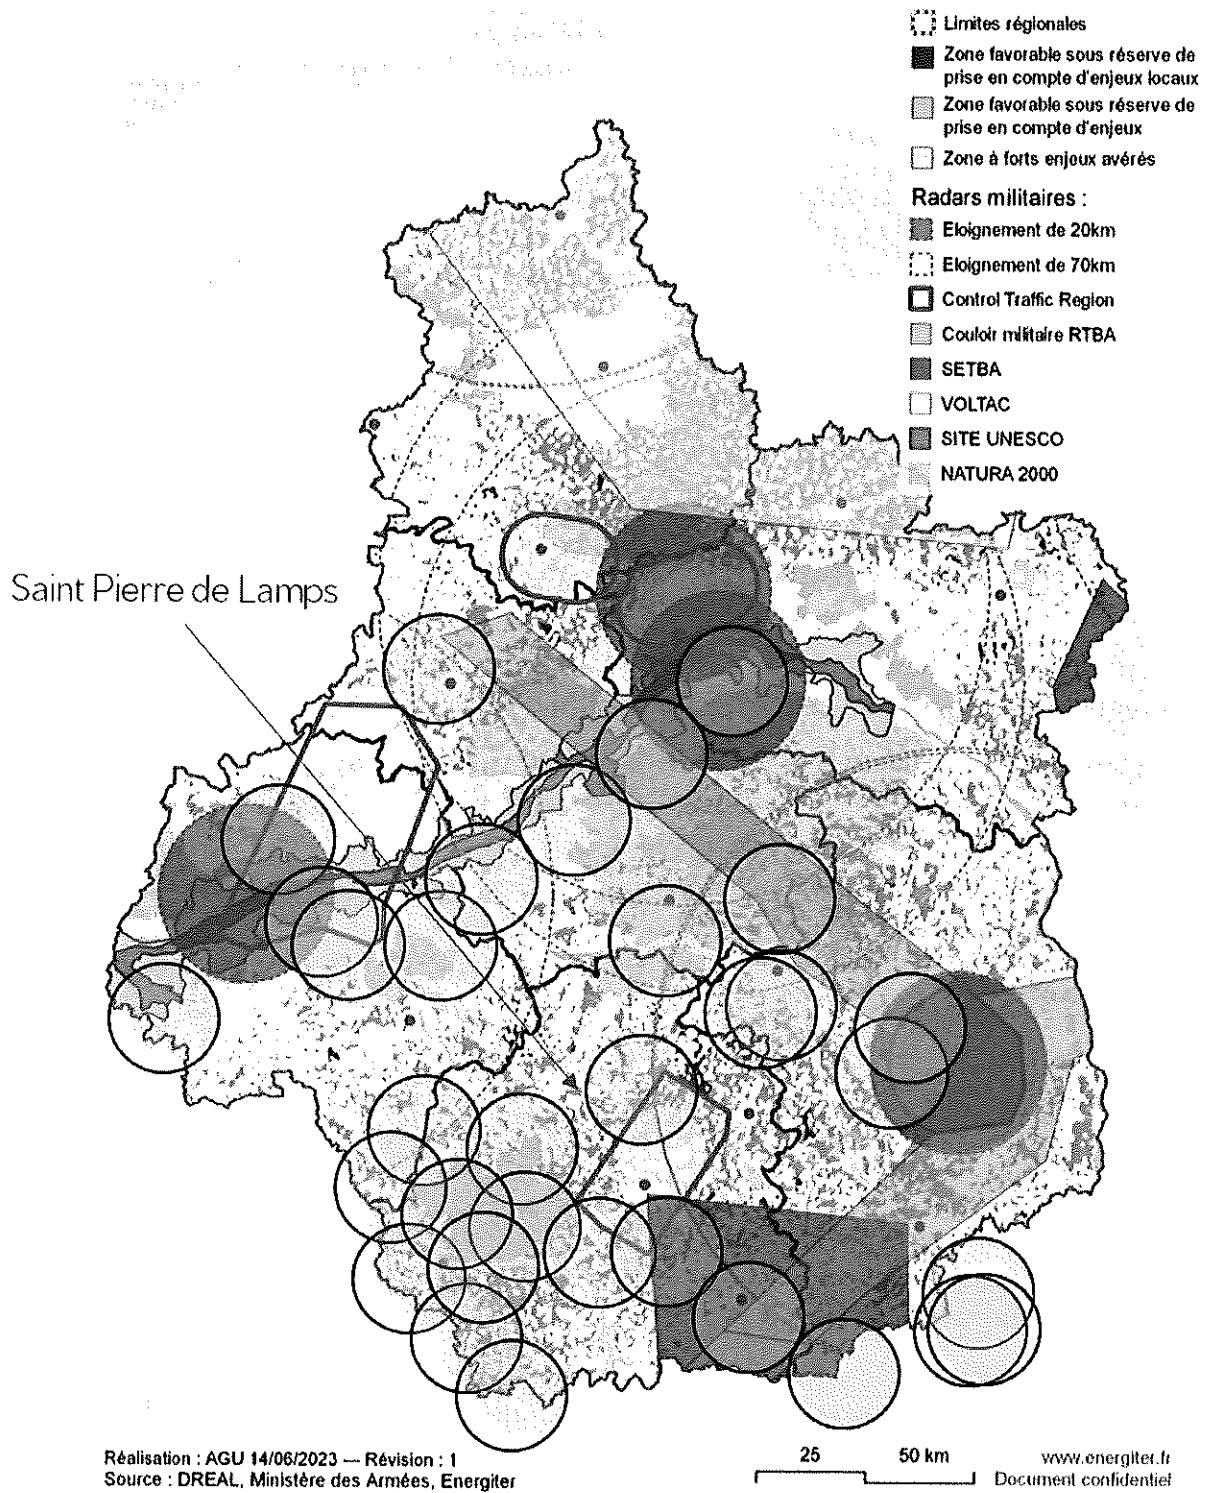 Limites régionales
Zone favorable sous réserve de
prise en compte d'enjeux locaux
Zone favorable sous réserve de
prise en compte d'enjeux
Zone à forts enjeux avérés
Radars militaires :
Eloignement de 20km
Eloignement de 70km
Control Traffic Region
Couloir militaire RTBA
SETBA
VOLTAC
SITE UNESCO
NATURA 2000
Saint Pierre de Lamps
Réalisation : AGU 14/06/2023 — Révision : 1
Source : DREAL, Ministère des Armées, Energiter
25 50 km
www.energiter.fr
Document confidentiel